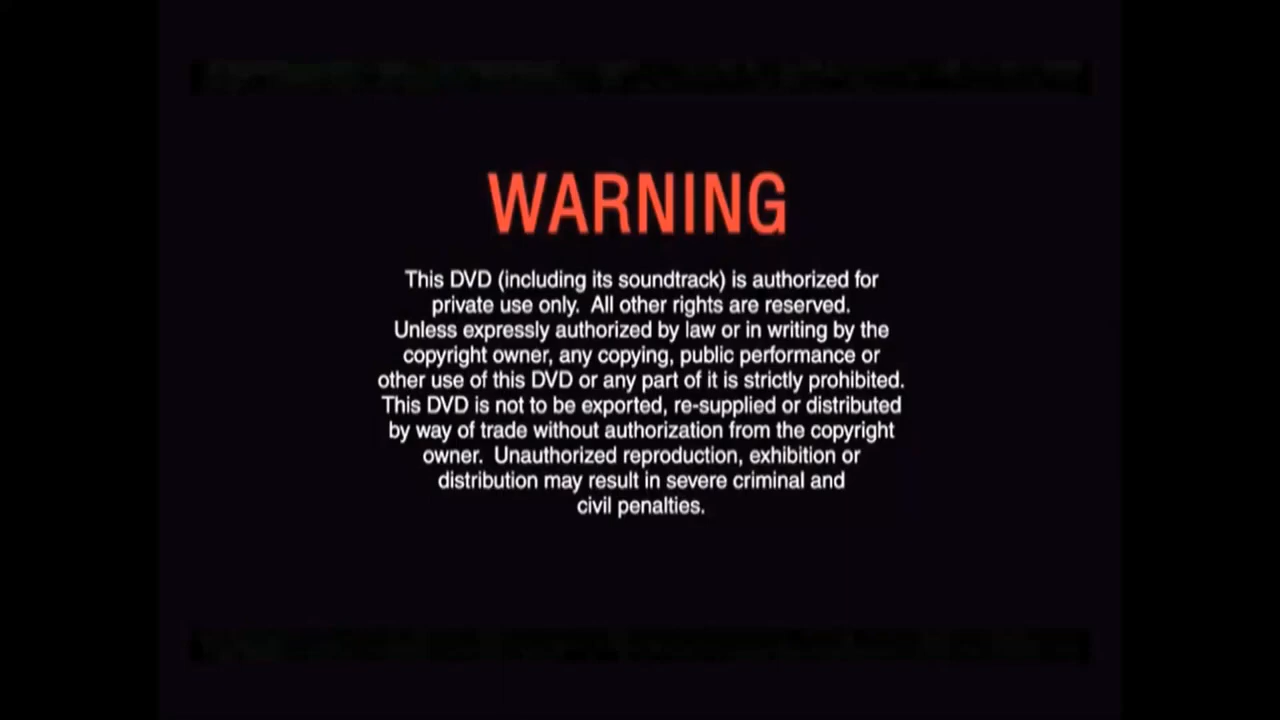 WARNING
This DVD (including its soundtrack) is authorized for
private use only.  All other rights are reserved.
Unless expressly authorized by law or in writing by the
copyright owner, any copying, public performance or
other use of this DVD or any part of it is strictly prohibited.
This DVD is not to be exported, re-supplied or distributed
by way of trade without authorization from the copyright
owner.  Unauthorized reproduction, exhibition or
distribution may result in severe criminal and
civil penalties.